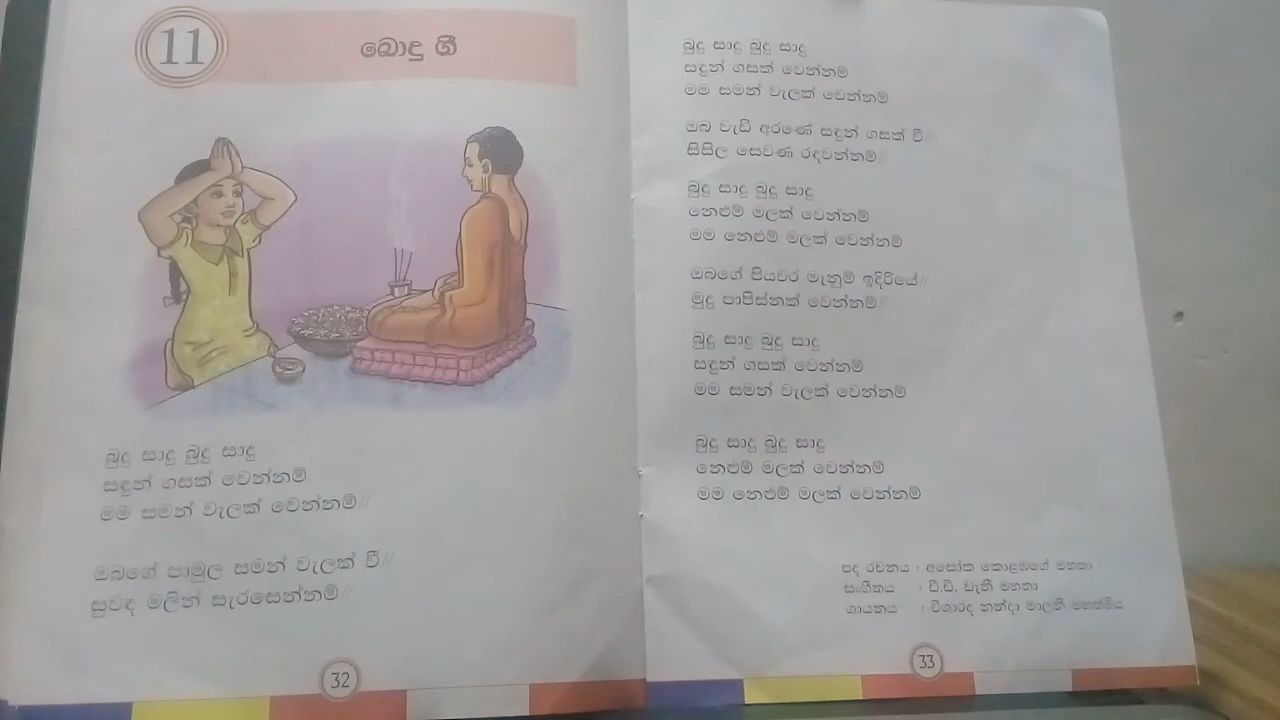 11
බොදු ගී
බුදු සාදු බුදු සාදු
සඳුන් ගසක් වෙන්නම්
මම සමන් වැලක් වෙන්නම්//
ඔබගේ පාමුල සමන් වැලක් වී//
සුවඳ මලින් සැරසෙන්නම්//
32
බුදු සාදු බුදු සාදු
සඳුන් ගසක් වෙන්නම්
මම සමන් වැලක් වෙන්නම්
ඔබ වැඩි අරණේ සඳුන් ගසක් වී//
සිසිල සෙවණ රඳවන්නම්//
බුදු සාදු බුදු සාදු
නෙළුම් මලක් වෙන්නම්
මම නෙළුම් මලක් වෙන්නම්
ඔබගේ පියවර මැනුම් ඉදිරියේ//
මුදු පාපිස්නක් වෙන්නම්//
බුදු සාදු බුදු සාදු
සඳුන් ගසක් වෙන්නම්
මම සමන් වැලක් වෙන්නම්
බුදු සාදු බුදු සාදු
නෙළුම් මලක් වෙන්නම්
මම නෙළුම් මලක් වෙන්නම්
පද රචනය : අසෝක කොළඹගේ මහතා
සංගීතය : ඩී.ඩී. ඩැනී මහතා
ගායනය : විශාරද නන්දා මාලනී මහත්මිය
33